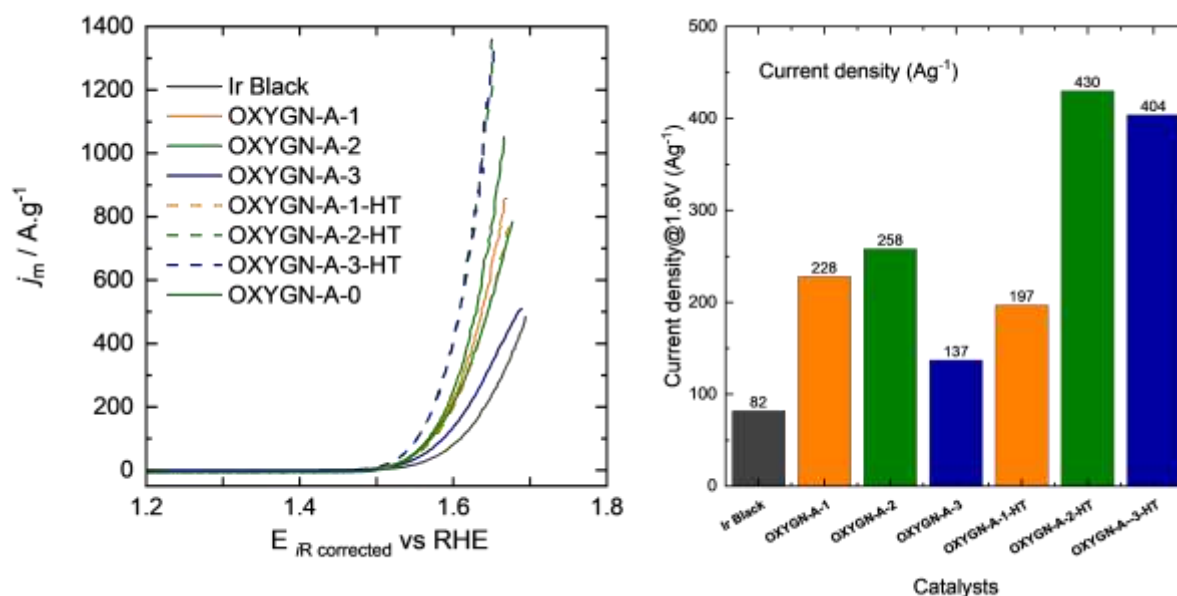 1400
1200
1000
800
600
400
200
0
j_m / A.g⁻¹
Ir Black
OXYGN-A-1
OXYGN-A-2
OXYGN-A-3
OXYGN-A-1-HT
OXYGN-A-2-HT
OXYGN-A-3-HT
OXYGN-A-0
1.2 1.4 1.6 1.8
E iR corrected vs RHE
Current density (Ag⁻¹)
500
400
300
200
100
0
Current density@1.6V (Ag⁻¹)
82
228
258
137
197
430
404
Ir Black
OXYGN-A-1
OXYGN-A-2
OXYGN-A-3
OXYGN-A-1-HT
OXYGN-A-2-HT
OXYGN-A--3-HT
Catalysts